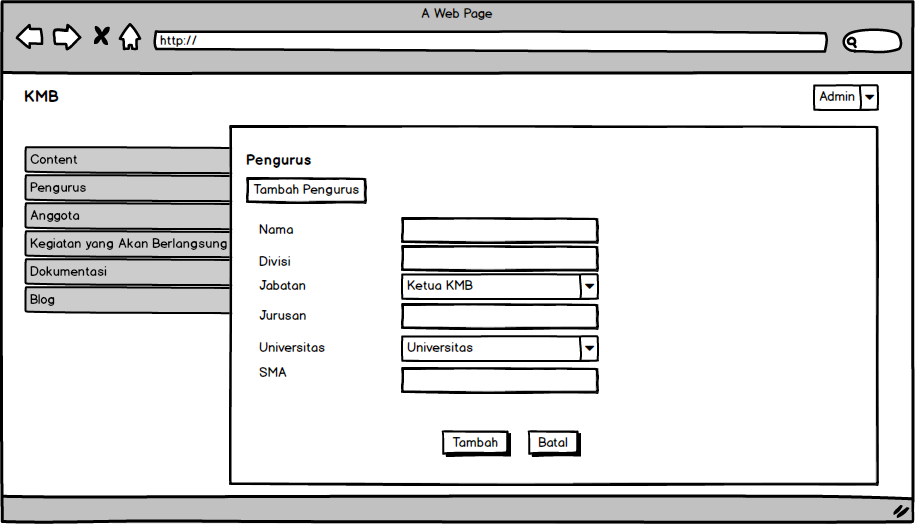 A Web Page
http://
KMB
Admin
Content
Pengurus
Anggota
Kegiatan yang Akan Berlangsung
Dokumentasi
Blog
Pengurus
Tambah Pengurus
Nama
Divisi
Jabatan
Ketua KMB
Jurusan
Universitas
Universitas
SMA
Tambah
Batal